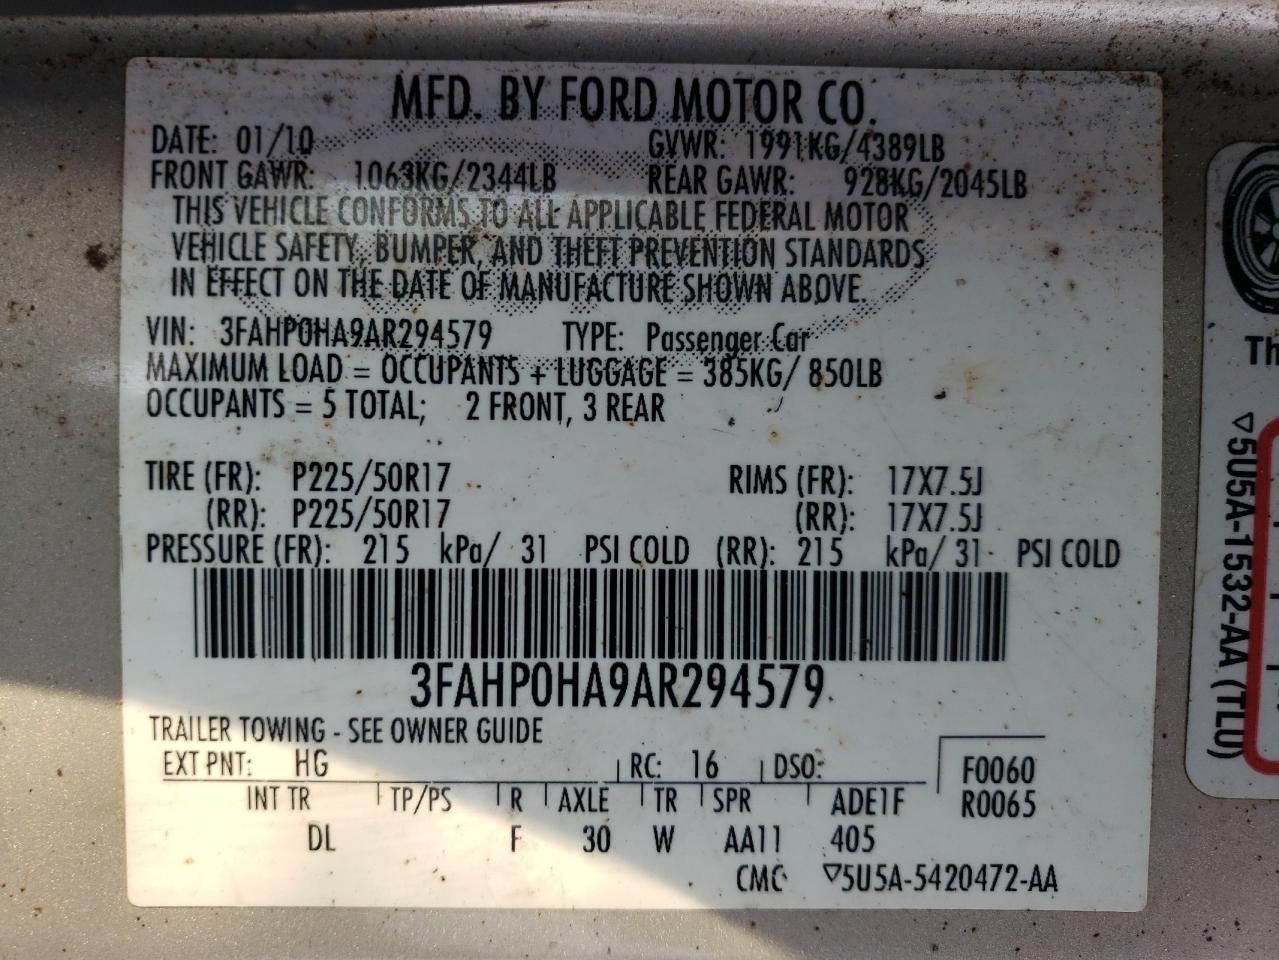 MFD. BY FORD MOTOR CO.
DATE: 01/10 GVWR: 1991KG/4389LB
FRONT GAWR: 1063KG/2344LB REAR GAWR: 928KG/2045LB
THIS VEHICLE CONFORMS TO ALL APPLICABLE FEDERAL MOTOR
VEHICLE SAFETY, BUMPER, AND THEFT PREVENTION STANDARDS
IN EFFECT ON THE DATE OF MANUFACTURE SHOWN ABOVE.
VIN: 3FAHP0HA9AR294579 TYPE: Passenger Car
MAXIMUM LOAD = OCCUPANTS + LUGGAGE = 385KG/ 850LB
OCCUPANTS = 5 TOTAL; 2 FRONT, 3 REAR
TIRE (FR): P225/50R17 RIMS (FR): 17X7.5J
(RR): P225/50R17 (RR): 17X7.5J
PRESSURE (FR): 215 kPa/ 31 PSI COLD (RR): 215 kPa/ 31 PSI COLD
3FAHP0HA9AR294579
TRAILER TOWING - SEE OWNER GUIDE
EXT PNT: HG RC: 16 DSO: F0060
INT TR TP/PS R AXLE TR SPR ADE1F R0065
DL F 30 W AA11 405
CMC ▽5U5A-5420472-AA
Th
▽5U5A-1532-AA (TLU)